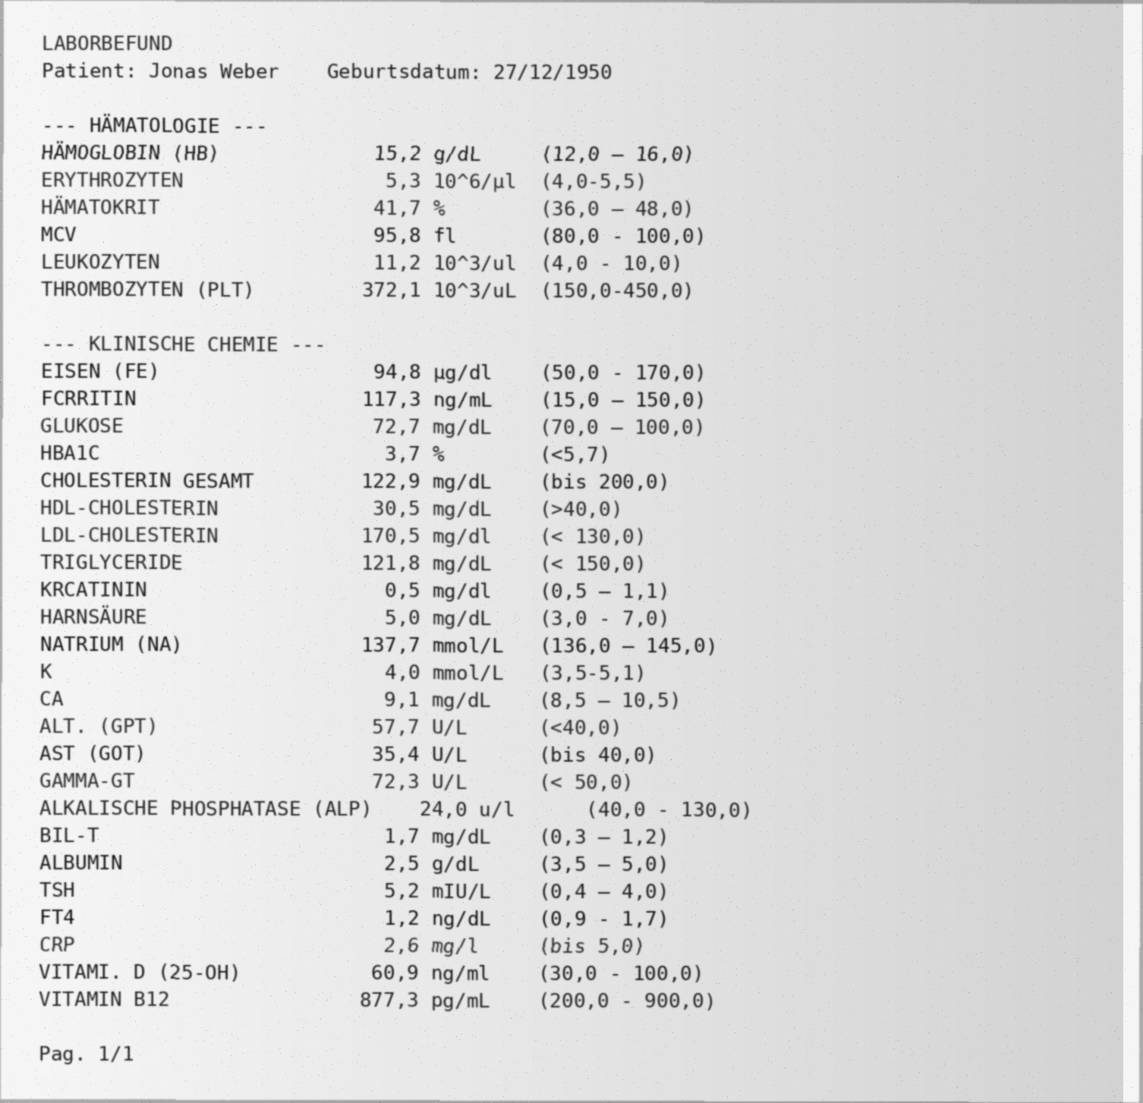 LABORBEFUND
Patient: Jonas Weber    Geburtsdatum: 27/12/1950

--- HÄMATOLOGIE ---
HÄMOGLOBIN (HB)             15,2 g/dL     (12,0 – 16,0)
ERYTHROZYTEN                 5,3 10^6/µl  (4,0-5,5)
HÄMATOKRIT                  41,7 %        (36,0 – 48,0)
MCV                         95,8 fl       (80,0 - 100,0)
LEUKOZYTEN                  11,2 10^3/ul  (4,0 - 10,0)
THROMBOZYTEN (PLT)         372,1 10^3/uL  (150,0-450,0)

--- KLINISCHE CHEMIE ---
EISEN (FE)                  94,8 µg/dl    (50,0 - 170,0)
FCRRITIN                   117,3 ng/mL    (15,0 – 150,0)
GLUKOSE                     72,7 mg/dL    (70,0 – 100,0)
HBA1C                        3,7 %        (<5,7)
CHOLESTERIN GESAMT         122,9 mg/dL    (bis 200,0)
HDL-CHOLESTERIN             30,5 mg/dL    (>40,0)
LDL-CHOLESTERIN            170,5 mg/dl    (< 130,0)
TRIGLYCERIDE               121,8 mg/dL    (< 150,0)
KRCATININ                    0,5 mg/dl    (0,5 – 1,1)
HARNSÄURE                    5,0 mg/dL    (3,0 - 7,0)
NATRIUM (NA)               137,7 mmol/L   (136,0 – 145,0)
K                            4,0 mmol/L   (3,5-5,1)
CA                           9,1 mg/dL    (8,5 – 10,5)
ALT. (GPT)                  57,7 U/L      (<40,0)
AST (GOT)                   35,4 U/L      (bis 40,0)
GAMMA-GT                    72,3 U/L      (< 50,0)
ALKALISCHE PHOSPHATASE (ALP)    24,0 u/l      (40,0 - 130,0)
BIL-T                        1,7 mg/dL    (0,3 – 1,2)
ALBUMIN                      2,5 g/dL     (3,5 – 5,0)
TSH                          5,2 mIU/L    (0,4 – 4,0)
FT4                          1,2 ng/dL    (0,9 - 1,7)
CRP                          2,6 mg/l     (bis 5,0)
VITAMI. D (25-OH)           60,9 ng/ml    (30,0 - 100,0)
VITAMIN B12                877,3 pg/mL    (200,0 - 900,0)

Pag. 1/1